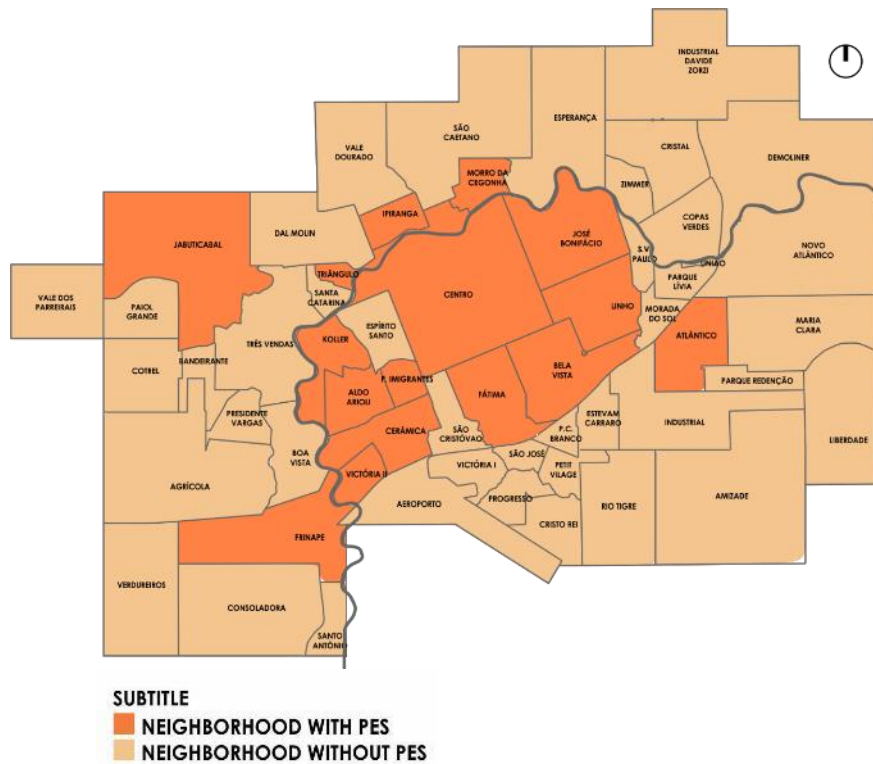 INDUSTRIAL
DAVIDE
ZORZI
ESPERANÇA
SÃO
CAETANO
VALE
DOURADO
CRISTAL
DEMOLINER
MORRO DA
CEGONHA
ZIMMER
IPIRANGA
COPAS
VERDES
JABUTICABAL
DAL MOLIN
JOSÉ
BONIFÁCIO
S.V.
PAULO
NOVO
ATLÂNTICO
UNIÃO
TRIÂNGULO
PARQUE
LÍVIA
VALE DOS
PARREIRAIS
PAIOL
GRANDE
SANTA
CATARINA
CENTRO
LINHO
MORADA
DO SOL
MARIA
CLARA
ESPÍRITO
SANTO
ATLÂNTICO
KOLLER
TRÊS VENDAS
BANDEIRANTE
COTREL
BELA
VISTA
P. IMIGRANTES
PARQUE REDENÇÃO
ALDO
ARIOLI
FÁTIMA
PRESIDENTE
VARGAS
ESTEVAM
CARRARO
INDUSTRIAL
CERÂMICA
SÃO
CRISTÓVAO
P.C.
BRANCO
LIBERDADE
BOA
VISTA
SÃO JOSÉ
VICTÓRIA I
PETIT
VILAGE
VICTÓRIA II
AGRÍCOLA
AEROPORTO
PROGRESSO
RIO TIGRE
AMIZADE
CRISTO REI
FRINAPE
VERDUREIROS
CONSOLADORA
SANTO
ANTÔNIO
SUBTITLE
NEIGHBORHOOD WITH PES
NEIGHBORHOOD WITHOUT PES